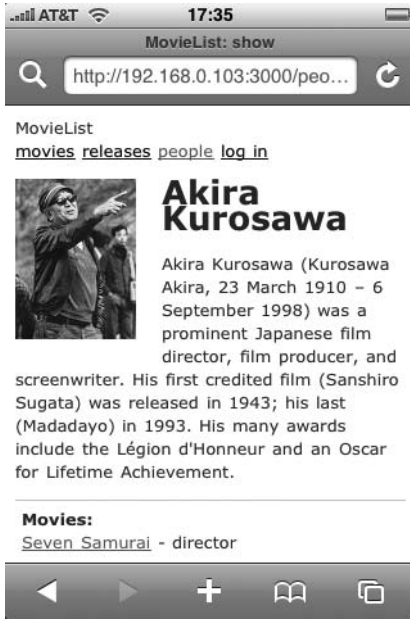 AT&T 17:35
MovieList: show
http://192.168.0.103:3000/peo...
MovieList
movies releases people log in
Akira
Kurosawa
Akira Kurosawa (Kurosawa
Akira, 23 March 1910 – 6
September 1998) was a
prominent Japanese film
director, film producer, and
screenwriter. His first credited film (Sanshiro
Sugata) was released in 1943; his last
(Madadayo) in 1993. His many awards
include the Légion d'Honneur and an Oscar
for Lifetime Achievement.
Movies:
Seven Samurai - director